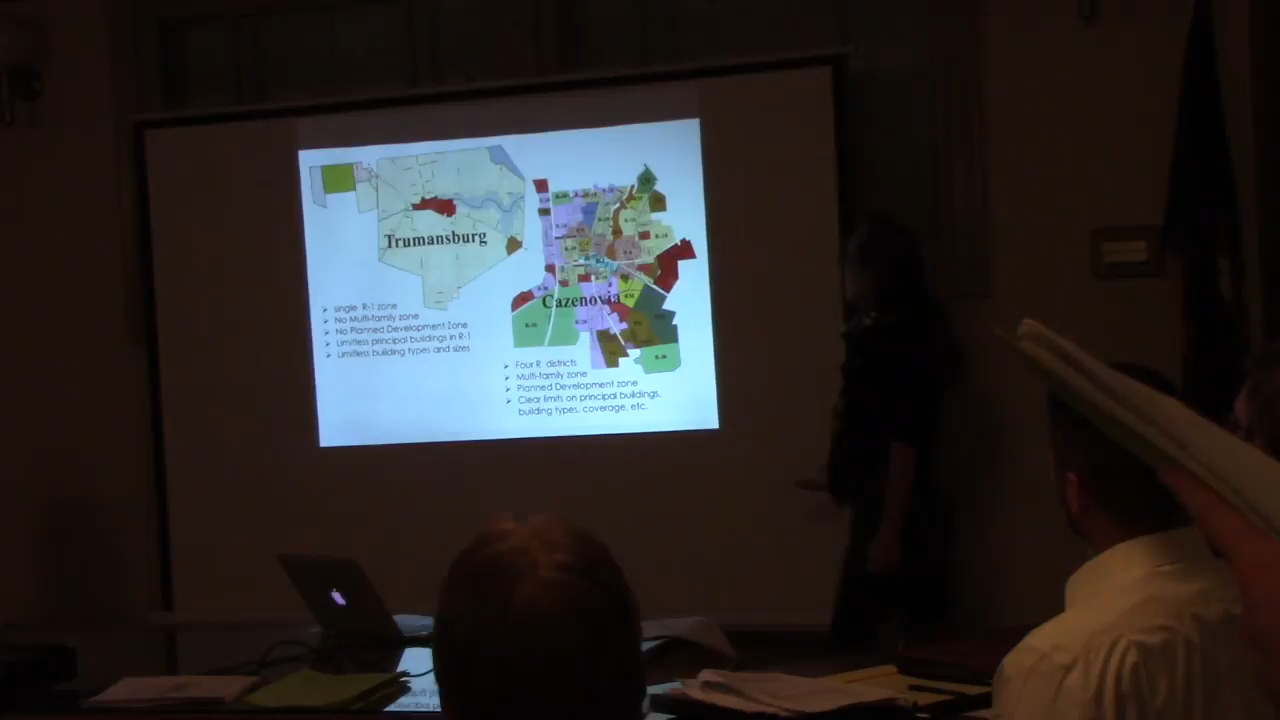 Trumansburg
➢ single R-1 zone
➢ No Multi-family zone
➢ No Planned Development Zone
➢ Limitless principal buildings in R-1
➢ Limitless building types and sizes
Cazenovia
➢ Four R districts
➢ Multi-family zone
➢ Planned Development zone
➢ Clear limits on principal buildings,
building types, coverage, etc.